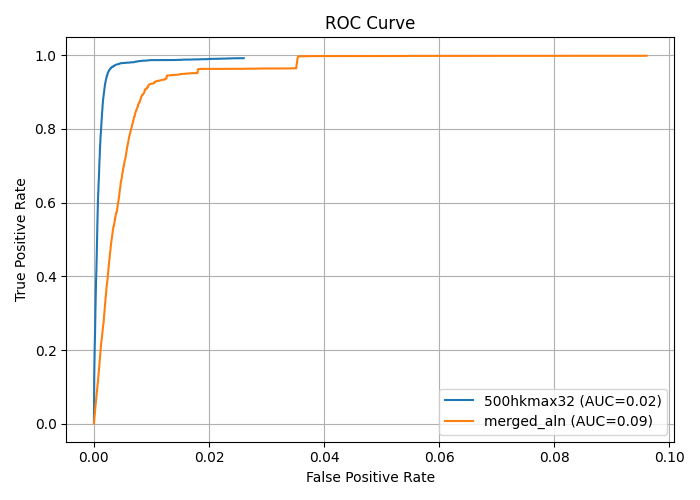 ROC Curve
1.0
0.8
0.6
0.4
0.2
0.0
True Positive Rate
0.00
0.02
0.04
0.06
0.08
0.10
False Positive Rate
500hkmax32 (AUC=0.02)
merged_aln (AUC=0.09)